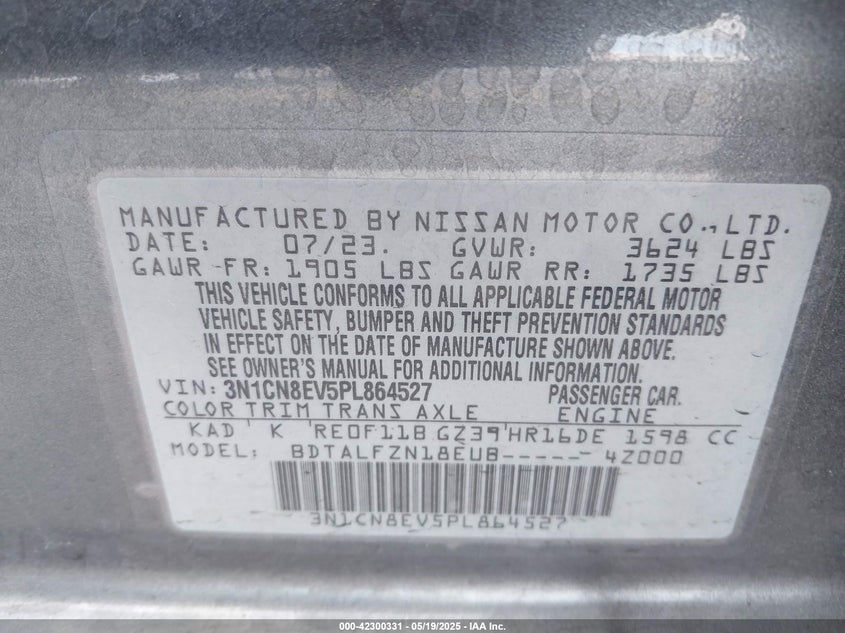 MANUFACTURED BY NISSAN MOTOR CO., LTD.
DATE: 07/23. GVWR: 3624 LBS
GAWR FR: 1905 LBS GAWR RR: 1735 LBS
THIS VEHICLE CONFORMS TO ALL APPLICABLE FEDERAL MOTOR
VEHICLE SAFETY, BUMPER AND THEFT PREVENTION STANDARDS
IN EFFECT ON THE DATE OF MANUFACTURE SHOWN ABOVE.
SEE OWNER'S MANUAL FOR ADDITIONAL INFORMATION.
VIN: 3N1CN8EV5PL864527 PASSENGER CAR.
COLOR TRIM TRANS AXLE ENGINE
KAD K RE0F11B GZ39 HR16DE 1598 CC
MODEL: BDTALFZN18EUB------ 4Z000
3N1CN8EV5PL864527
000-42300331 - 05/19/2025 - IAA Inc.